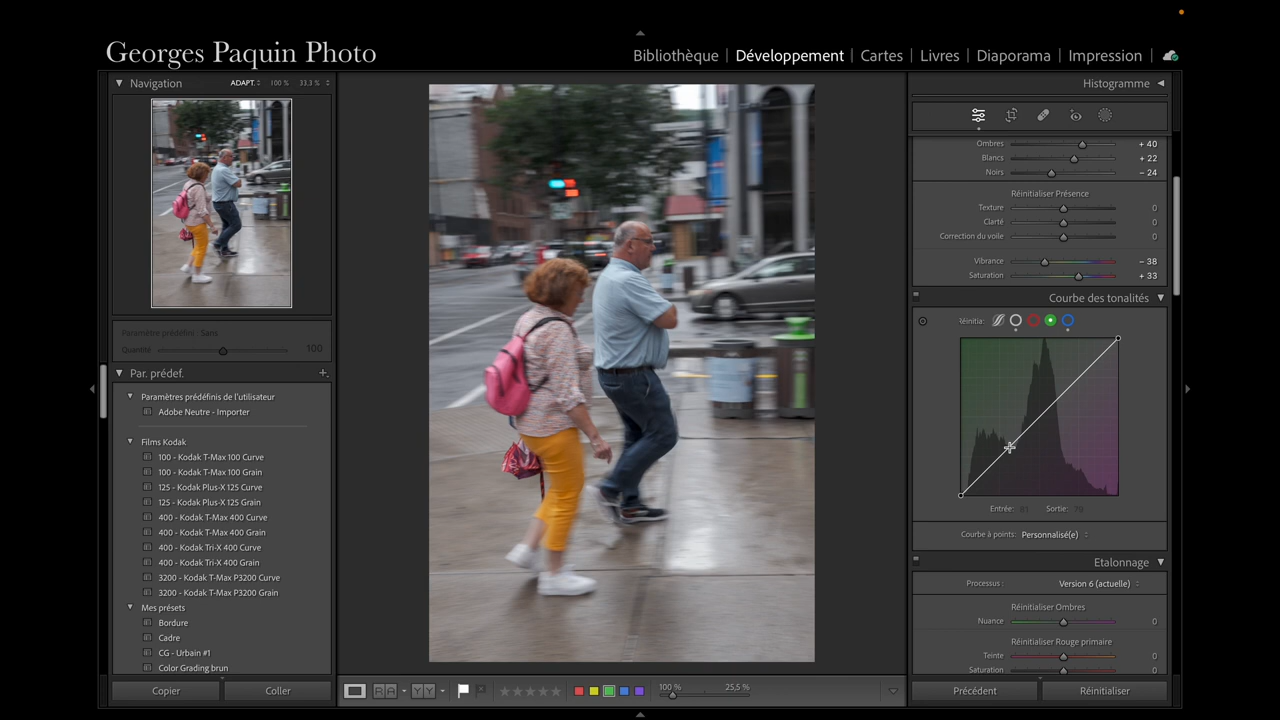 Georges Paquin Photo
Bibliothèque | Développement | Cartes | Livres | Diaporama | Impression
Navigation ADAPT. 100 % 33,3 %
Paramètre prédéfini : Sans
Quantité 100
Par. prédef.
Paramètres prédéfinis de l'utilisateur
Adobe Neutre - Importer
Films Kodak
100 - Kodak T-Max 100 Curve
100 - Kodak T-Max 100 Grain
125 - Kodak Plus-X 125 Curve
125 - Kodak Plus-X 125 Grain
400 - Kodak T-Max 400 Curve
400 - Kodak T-Max 400 Grain
400 - Kodak Tri-X 400 Curve
400 - Kodak Tri-X 400 Grain
3200 - Kodak T-Max P3200 Curve
3200 - Kodak T-Max P3200 Grain
Mes présets
Bordure
Cadre
CG - Urbain #1
Color Grading brun
Copier Coller
100 % 25,5 %
Histogramme
Ombres + 40
Blancs + 22
Noirs − 24
Réinitialiser Présence
Texture 0
Clarté 0
Correction du voile 0
Vibrance − 38
Saturation + 33
Courbe des tonalités
Réinitia:
Entrée: Sortie:
Courbe à points: Personnalisé(e)
Etalonnage
Processus: Version 6 (actuelle)
Réinitialiser Ombres
Nuance 0
Réinitialiser Rouge primaire
Teinte 0
Saturation 0
Précédent Réinitialiser